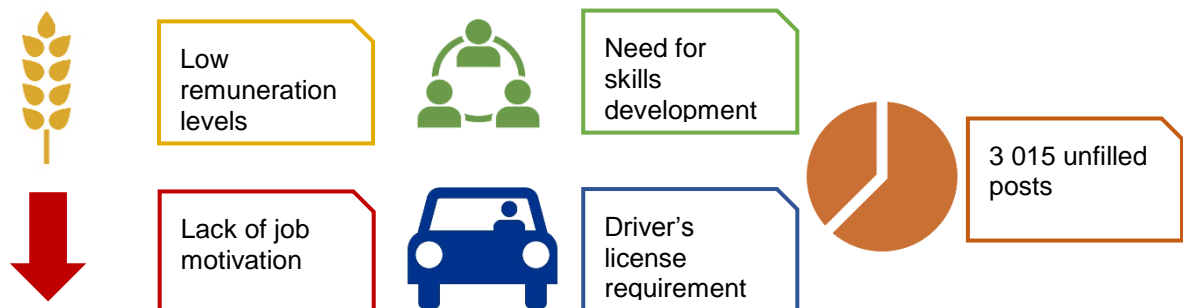 Low
remuneration
levels
Need for
skills
development
3 015 unfilled
posts
Lack of job
motivation
Driver’s
license
requirement